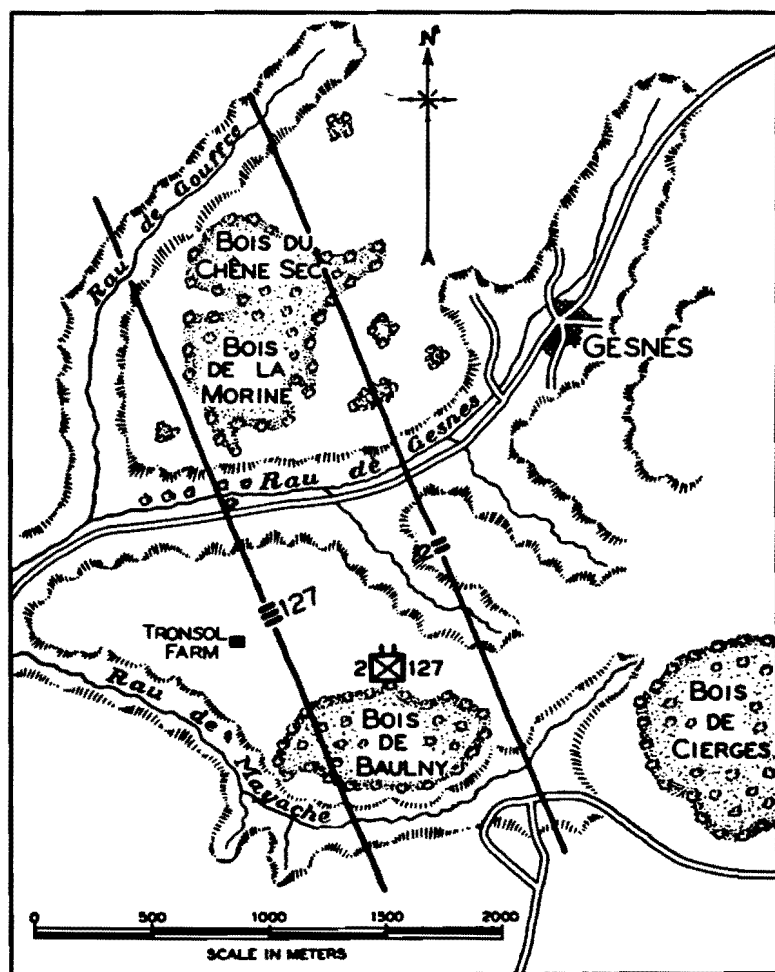 N
Rau de Gouffre
BOIS DU
CHÊNE SEC
BOIS
DE LA
MORINE
GESNES
Rau de Gesnes
2
127
TRONSOL
FARM
2 127
Rau de Mayache
BOIS
DE
BAULNY
BOIS
DE
CIERGES
0 500 1000 1500 2000
SCALE IN METERS